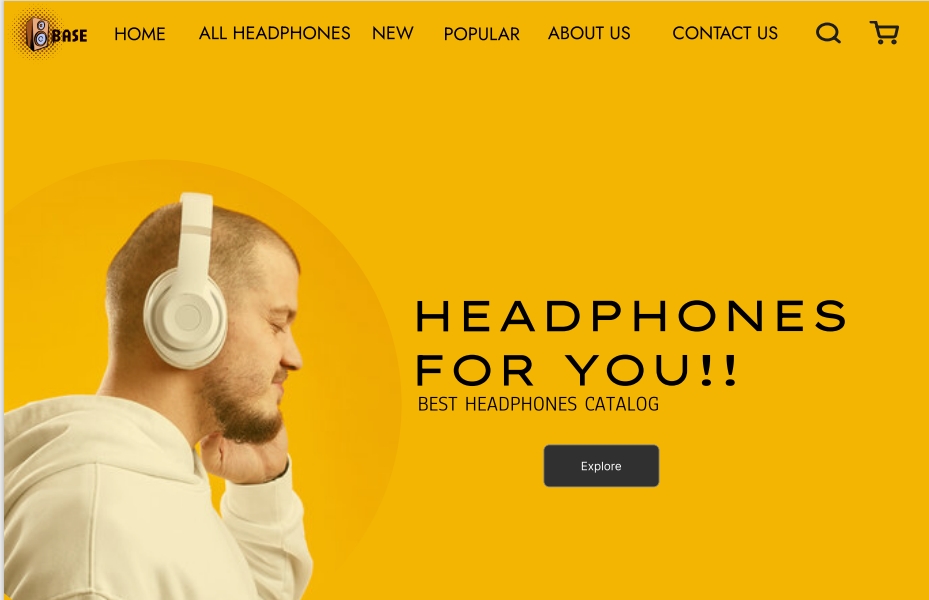 BASE HOME ALL HEADPHONES NEW POPULAR ABOUT US CONTACT US
HEADPHONES
FOR YOU!!
BEST HEADPHONES CATALOG
Explore